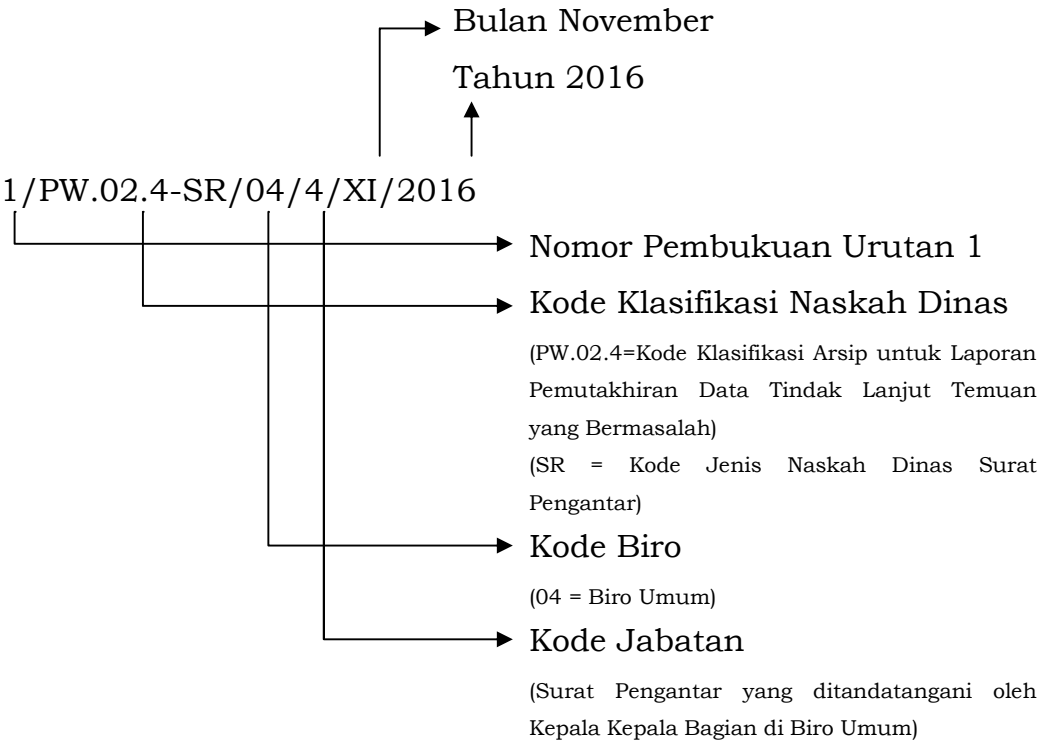 Bulan November
Tahun 2016
1/PW.02.4-SR/04/4/XI/2016
Nomor Pembukuan Urutan 1
Kode Klasifikasi Naskah Dinas
(PW.02.4=Kode Klasifikasi Arsip untuk Laporan
Pemutakhiran Data Tindak Lanjut Temuan
yang Bermasalah)
(SR = Kode Jenis Naskah Dinas Surat
Pengantar)
Kode Biro
(04 = Biro Umum)
Kode Jabatan
(Surat Pengantar yang ditandatangani oleh
Kepala Kepala Bagian di Biro Umum)